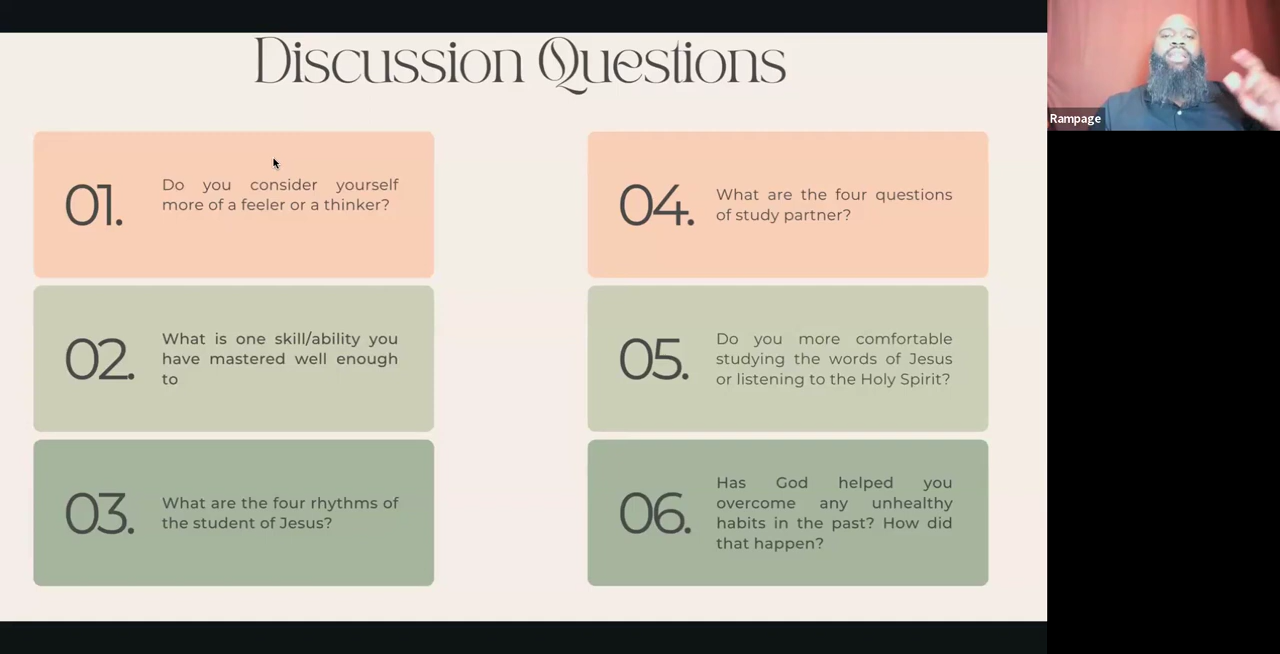 Discussion Questions
01.
Do you consider yourself
more of a feeler or a thinker?
02.
What is one skill/ability you
have mastered well enough
to
03.
What are the four rhythms of
the student of Jesus?
04.
What are the four questions
of study partner?
05.
Do you more comfortable
studying the words of Jesus
or listening to the Holy Spirit?
06.
Has God helped you
overcome any unhealthy
habits in the past? How did
that happen?
Rampage